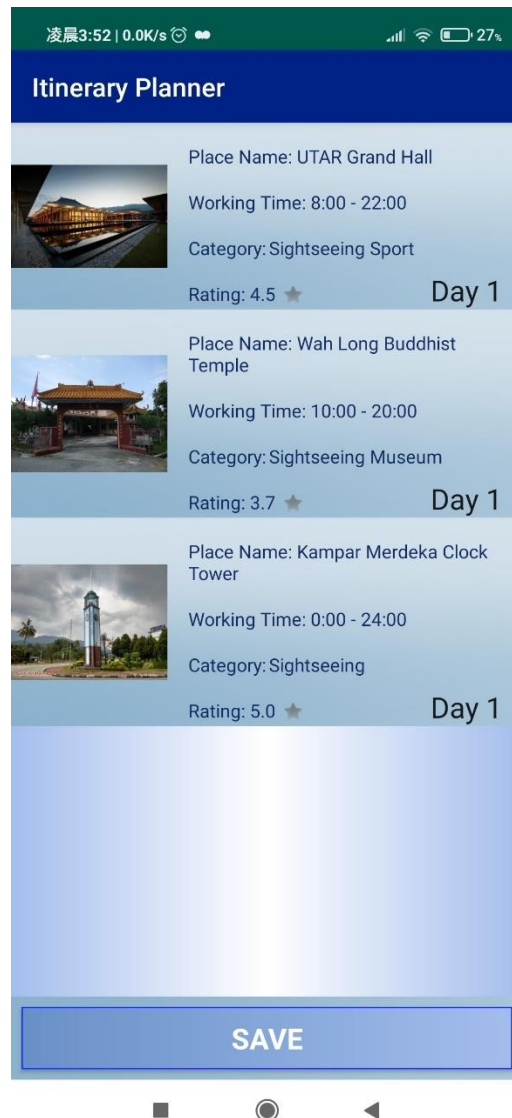 凌晨3:52 | 0.0K/s
27%
Itinerary Planner
Place Name: UTAR Grand Hall
Working Time: 8:00 - 22:00
Category: Sightseeing Sport
Rating: 4.5
Day 1
Place Name: Wah Long Buddhist
Temple
Working Time: 10:00 - 20:00
Category: Sightseeing Museum
Rating: 3.7
Day 1
Place Name: Kampar Merdeka Clock
Tower
Working Time: 0:00 - 24:00
Category: Sightseeing
Rating: 5.0
Day 1
SAVE